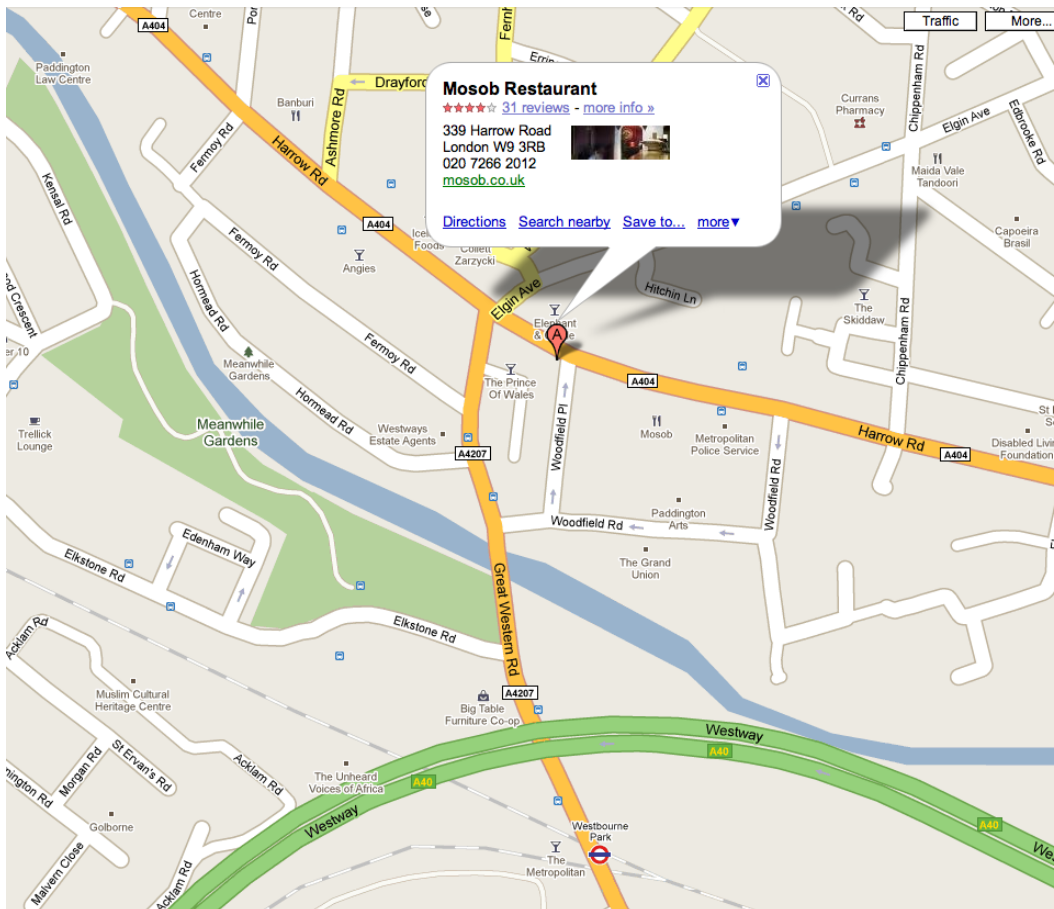 Centre
A404
Traffic
More...
Paddington
Law Centre
Drayford
Banburi
Ashmore Rd
Fermoy Rd
Harrow Rd
Kensal Rd
Mosob Restaurant
31 reviews - more info »
339 Harrow Road
London W9 3RB
020 7266 2012
mosob.co.uk
Directions Search nearby Save to... more▼
Currans
Pharmacy
Chippenham Rd
Elgin Ave
Edbrooke Rd
Maida Vale
Tandoori
Capoeira
Brasil
A404
Foods
Collett
Zarzycki
Angies
Fermoy Rd
Hormead Rd
Elgin Ave
Hitchin Ln
The
Skiddaw
Chippenham Rd
Crescent
Meanwhile
Gardens
Fermoy Rd
Elephant
&
A
The Prince
Of Wales
A404
Hormead Rd
Meanwhile
Gardens
Trellick
Lounge
Westways
Estate Agents
A4207
Woodfield Pl
Mosob
Metropolitan
Police Service
Harrow Rd
A404
Disabled Living
Foundation
Woodfield Rd
Woodfield Rd
Paddington
Arts
The Grand
Union
Edenham Way
Elkstone Rd
Elkstone Rd
Great Western Rd
Acklam Rd
Muslim Cultural
Heritage Centre
A4207
Big Table
Furniture Co-op
Westway
A40
St Ervan's Rd
Morgan Rd
Acklam Rd
The Unheard
Voices of Africa
A40
Westway
A40
Golborne
Malvern Close
Acklam Rd
Westbourne
Park
The
Metropolitan